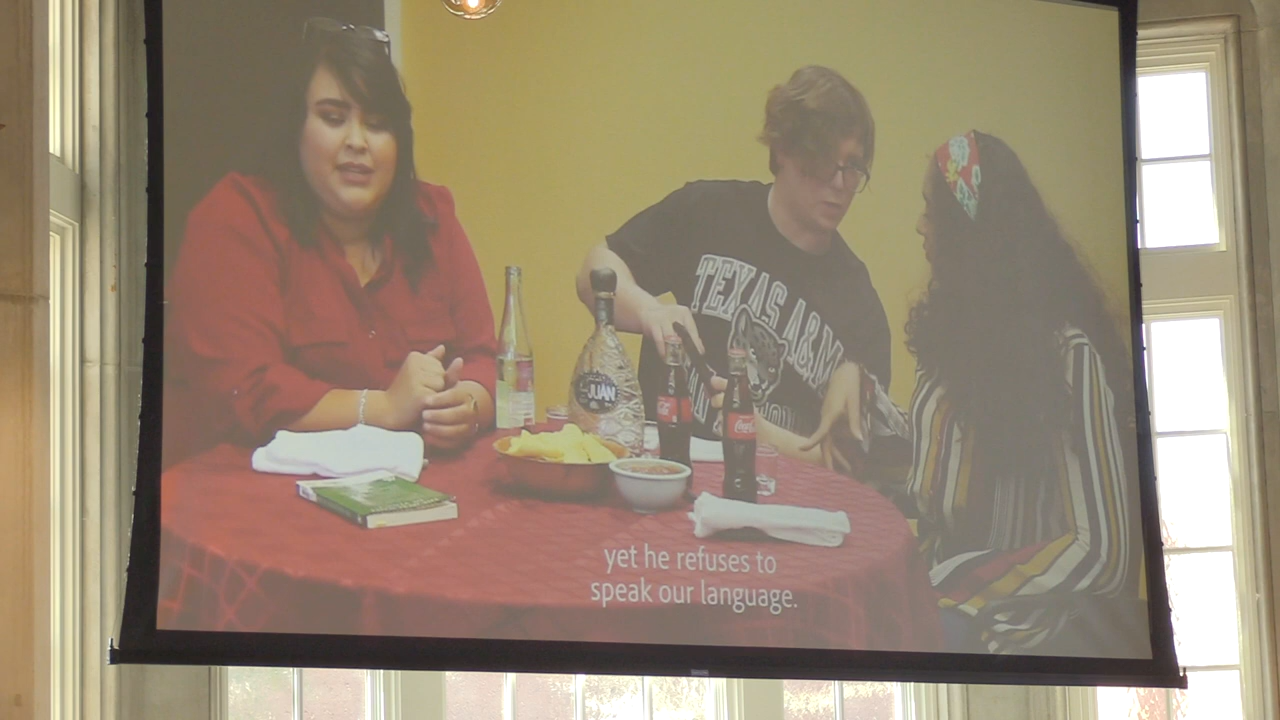 TEXAS A&M
JUAN
Coca-Cola
yet he refuses to
speak our language.